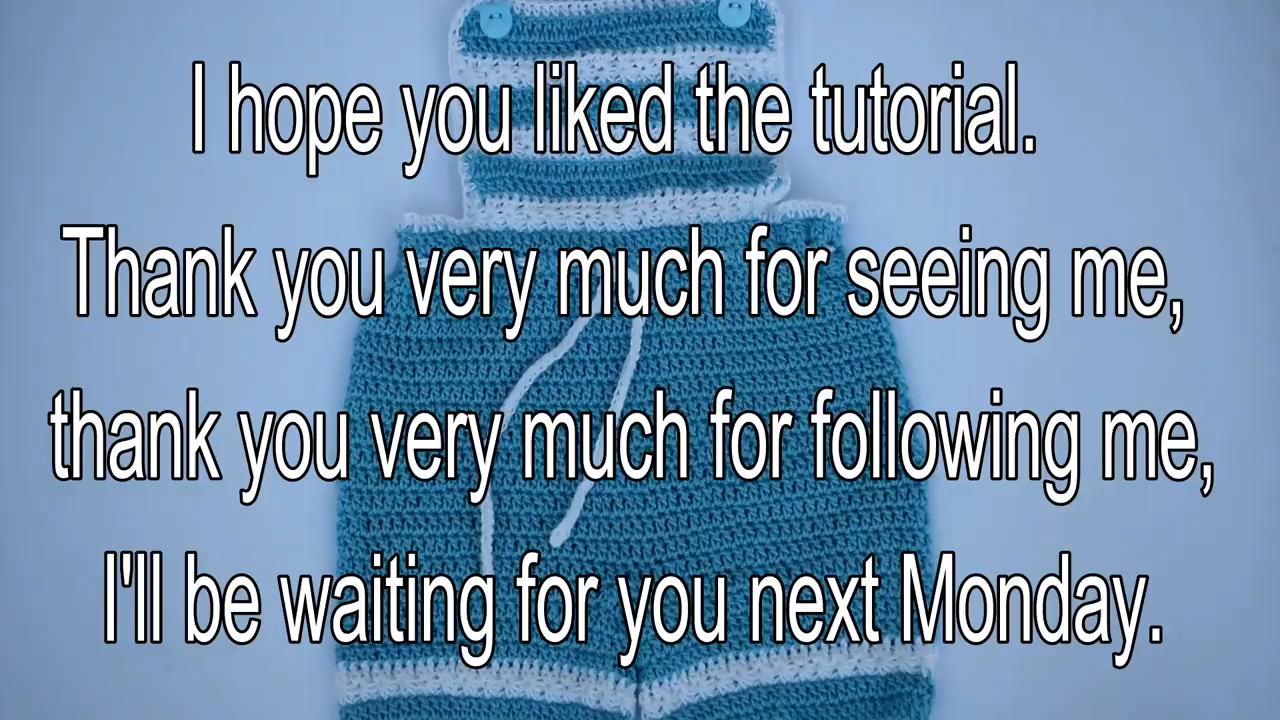 I hope you liked the tutorial.
Thank you very much for seeing me,
thank you very much for following me,
I'll be waiting for you next Monday.